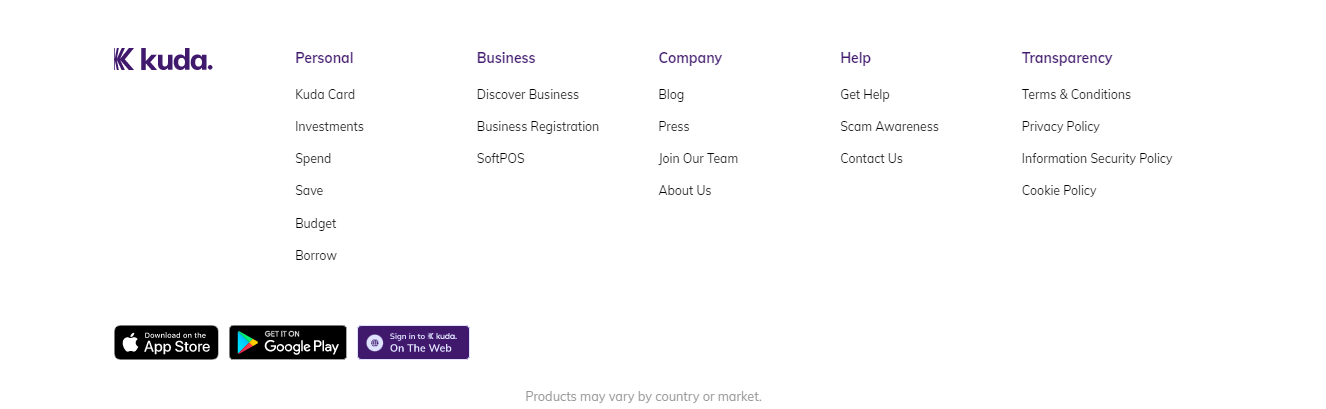 kuda.
Personal
Kuda Card
Investments
Spend
Save
Budget
Borrow
Business
Discover Business
Business Registration
SoftPOS
Company
Blog
Press
Join Our Team
About Us
Help
Get Help
Scam Awareness
Contact Us
Transparency
Terms & Conditions
Privacy Policy
Information Security Policy
Cookie Policy
Download on the
App Store
GET IT ON
Google Play
Sign in to kuda.
On The Web
Products may vary by country or market.